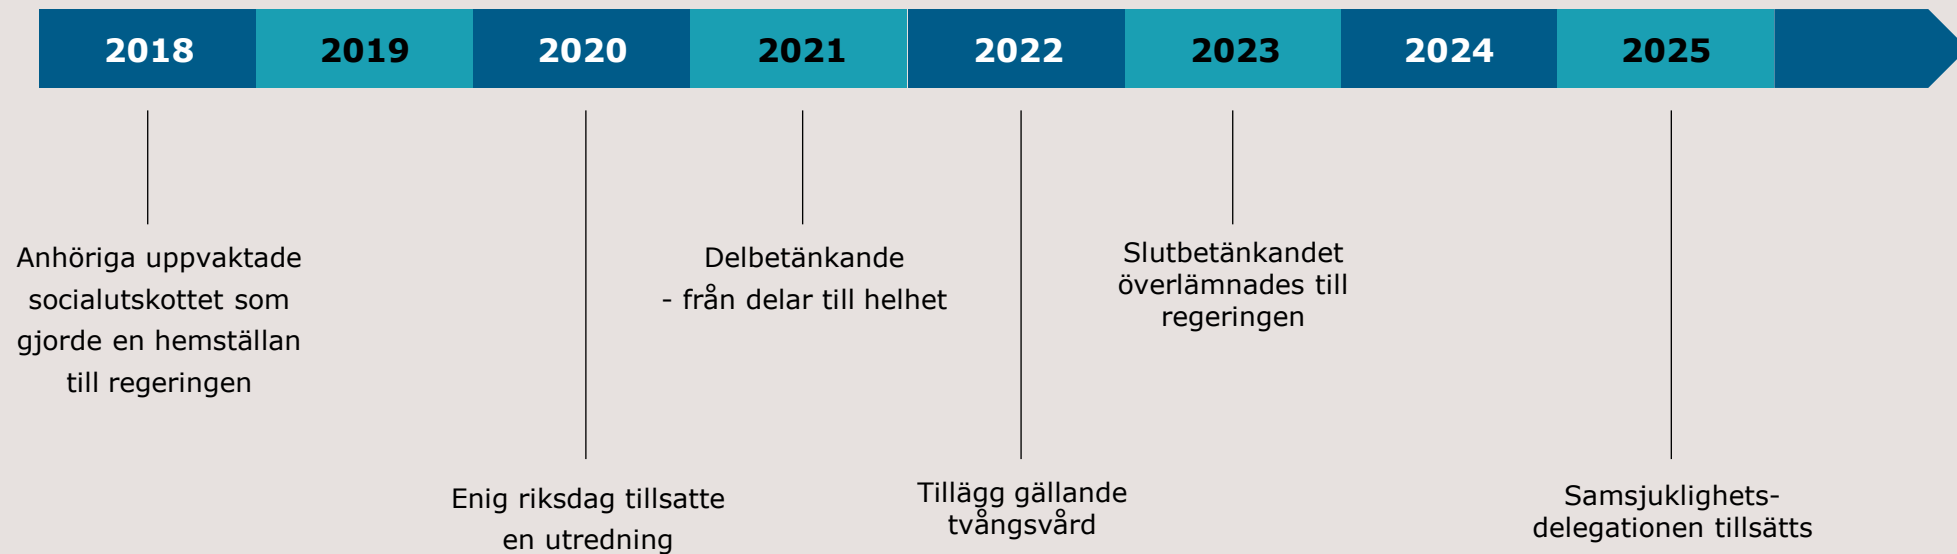 2018
2019
2020
2021
2022
2023
2024
2025
Anhöriga uppvaktade
socialutskottet som
gjorde en hemställan
till regeringen
Enig riksdag tillsatte
en utredning
Delbetänkande
- från delar till helhet
Tillägg gällande
tvångsvård
Slutbetänkandet
överlämnades till
regeringen
Samsjuklighets-
delegationen tillsätts